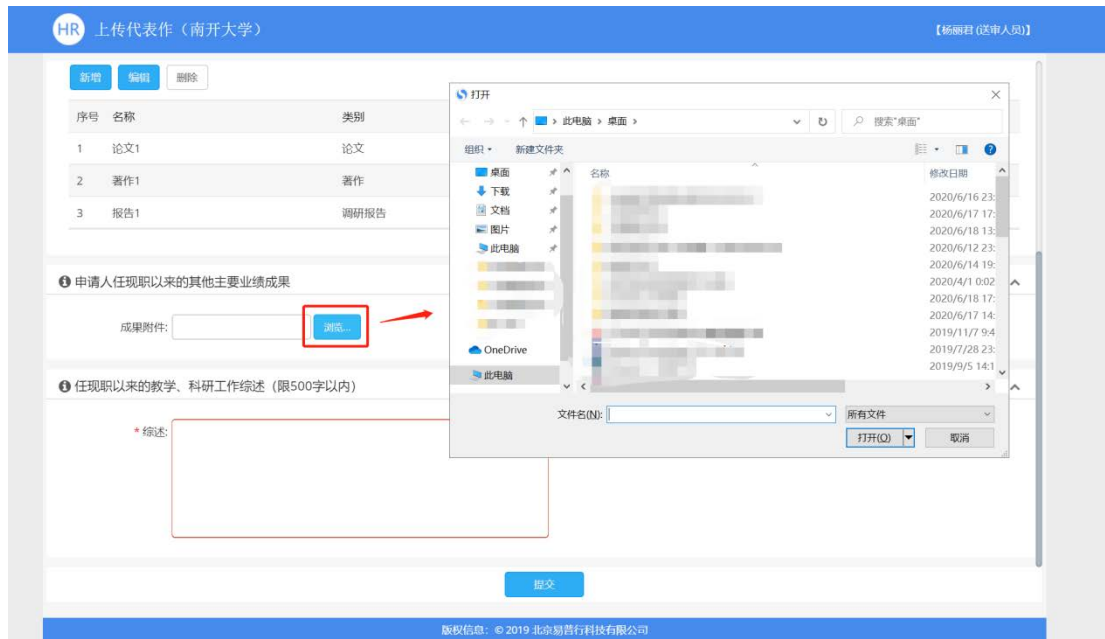 HR 上传代表作（南开大学）
【杨丽君(送审人员)】
新增 编辑 删除
序号 名称 类别
1 论文1 论文
2 著作1 著作
3 报告1 调研报告
申请人任现职以来的其他主要业绩成果
成果附件: 浏览...
任现职以来的教学、科研工作综述（限500字以内）
* 综述:
提交
版权信息：© 2019 北京易普行科技有限公司
打开
此电脑 › 桌面 ›
搜索"桌面"
组织 新建文件夹
桌面
下载
文档
图片
此电脑
OneDrive
此电脑
名称 修改日期
2020/6/16 23:
2020/6/17 17:
2020/6/18 13:
2020/6/12 23:
2020/6/14 19:
2020/4/1 0:02
2020/6/18 17:
2020/6/17 14:
2019/11/7 9:4
2019/7/28 23:
2019/9/5 14:1
文件名(N): 所有文件
打开(O) 取消